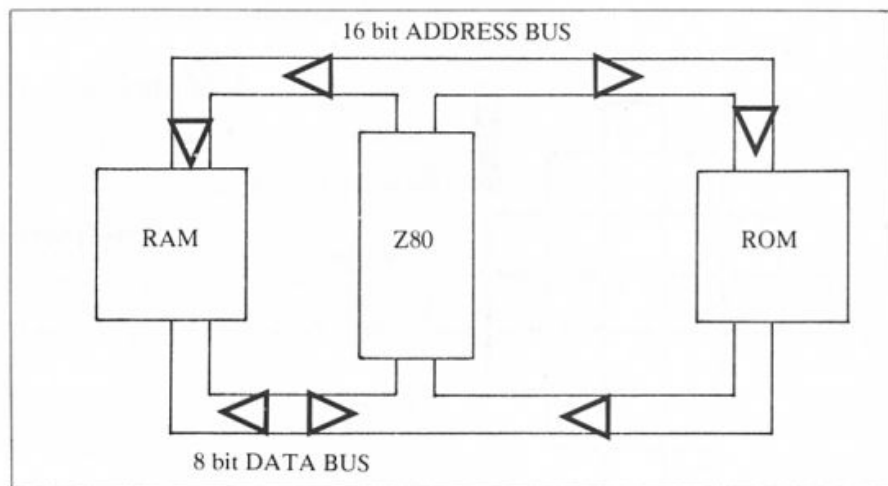 16 bit ADDRESS BUS
RAM
Z80
ROM
8 bit DATA BUS